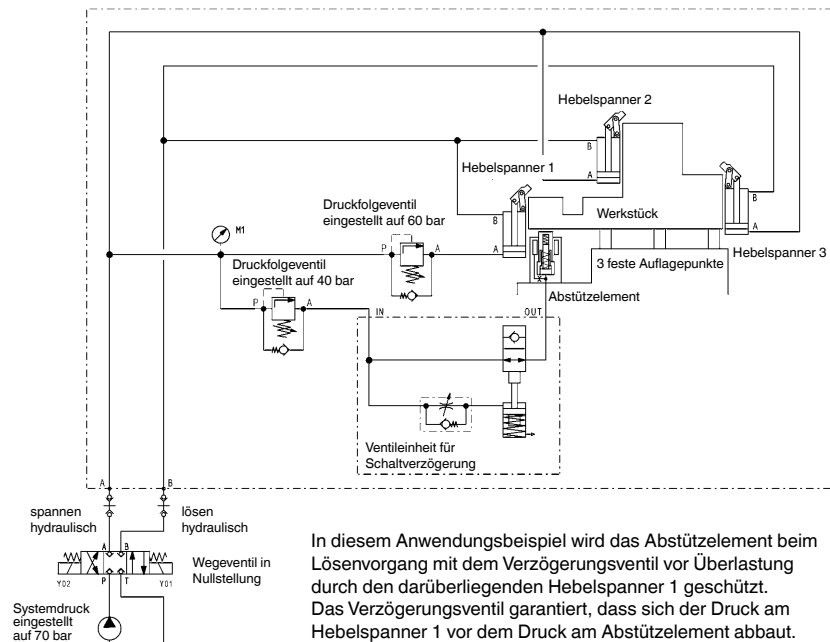 Hebelspanner 2
B
A
Hebelspanner 1
B
A
Werkstück
B
A
Hebelspanner 3
3 feste Auflagepunkte
Abstützelement
Druckfolgeventil
eingestellt auf 60 bar
M1
P
A
Druckfolgeventil
eingestellt auf 40 bar
P
A
IN
OUT
Ventileinheit für
Schaltverzögerung
A
B
spannen
hydraulisch
lösen
hydraulisch
A
B
Wegeventil in
Nullstellung
Y02
P
T
Y01
Systemdruck
eingestellt
auf 70 bar
In diesem Anwendungsbeispiel wird das Abstützelement beim
Lösenvorgang mit dem Verzögerungsventil vor Überlastung
durch den darüberliegenden Hebelspanner 1 geschützt.
Das Verzögerungsventil garantiert, dass sich der Druck am
Hebelspanner 1 vor dem Druck am Abstützelement abbaut.